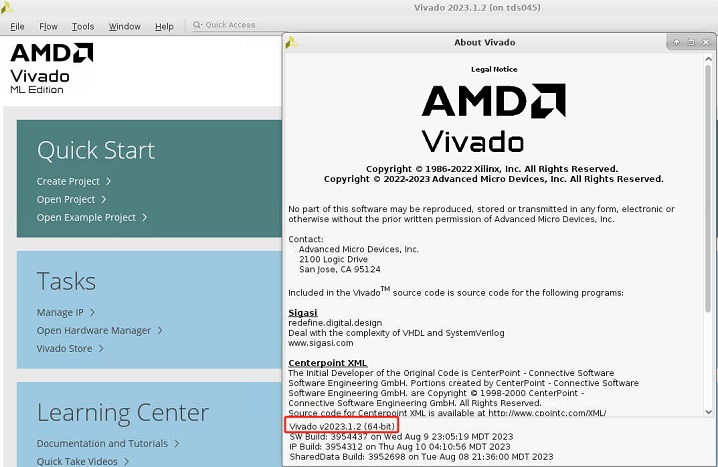 Vivado 2023.1.2 (on tds045)
File Flow Tools Window Help Quick Access
AMD
Vivado
ML Edition
Quick Start
Create Project >
Open Project >
Open Example Project >
Tasks
Manage IP >
Open Hardware Manager >
Vivado Store >
Learning Center
Documentation and Tutorials >
Quick Take Videos >
About Vivado
Legal Notice
AMD
Vivado
Copyright © 1986-2022 Xilinx, Inc. All Rights Reserved.
Copyright © 2022-2023 Advanced Micro Devices, Inc. All Rights Reserved.
No part of this software may be reproduced, stored or transmitted in any form, electronic or
otherwise without the prior written permission of Advanced Micro Devices, Inc.
Contact:
Advanced Micro Devices, Inc.
2100 Logic Drive
San Jose, CA 95124
Included in the Vivado™ source code is source code for the following programs:
Sigasi
redefine.digital.design
Deal with the complexity of VHDL and SystemVerilog
www.sigasi.com
Centerpoint XML
The Initial Developer of the Original Code is CenterPoint - Connective Software
Software Engineering GmbH. Portions created by CenterPoint - Connective Software
Software Engineering GmbH. are Copyright © 1998-2000 CenterPoint -
Connective Software Engineering GmbH. All Rights Reserved.
Source code for Centerpoint XML is available at http://www.cpointc.com/XML/
Vivado v2023.1.2 (64-bit)
SW Build: 3954437 on Wed Aug 9 23:05:19 MDT 2023
IP Build: 3954312 on Thu Aug 10 04:10:56 MDT 2023
SharedData Build: 3952698 on Tue Aug 08 21:36:00 MDT 2023